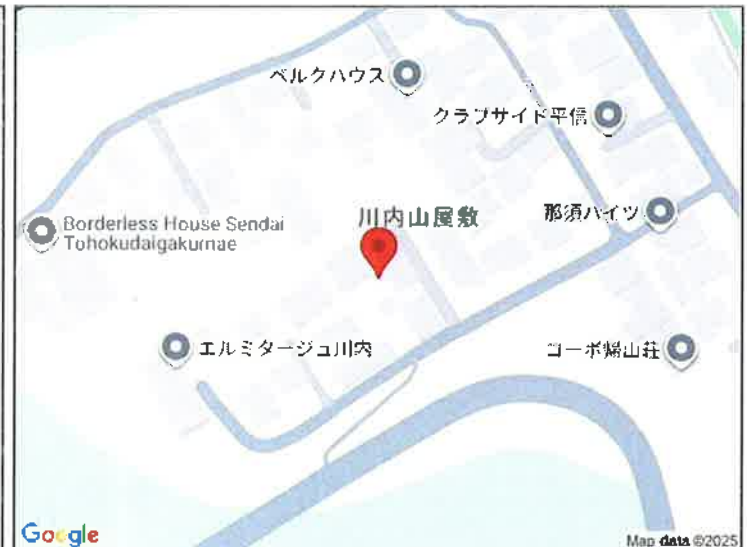 ベルクハウス
クラブサイド平信
川内山屋敷
那須ハイツ
Borderless House Sendai
Tohokudaigakumae
エルミタージュ川内
コーポ帰山荘
Google
Map data ©2025